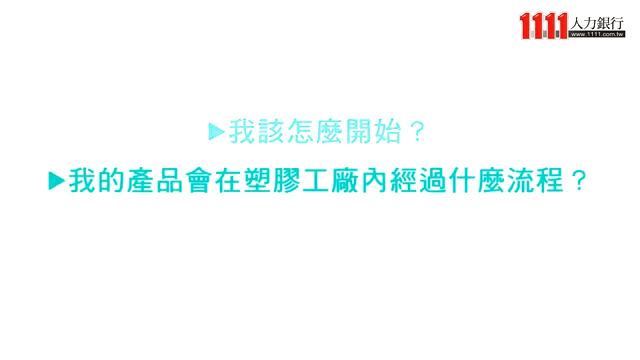 1111人力銀行
www.1111.com.tw
▶我該怎麼開始？
▶我的產品會在塑膠工廠內經過什麼流程？